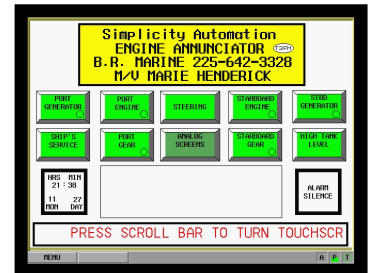 Simplicity Automation
ENGINE ANNUNCIATOR
B.R. MARINE 225-642-3328
M/V MARIE HENDERICK
PORT GENERATOR
PORT ENGINE
STEERING
STARBOARD ENGINE
STBD GENERATOR
SHIP'S SERVICE
PORT GEAR
ANALOG SCREENS
STARBOARD GEAR
HIGH TANK LEVEL
HRS MIN
21:38
11 27
MON DAY
ALARM SILENCE
PRESS SCROLL BAR TO TURN TOUCHSCR
MENU
A P T